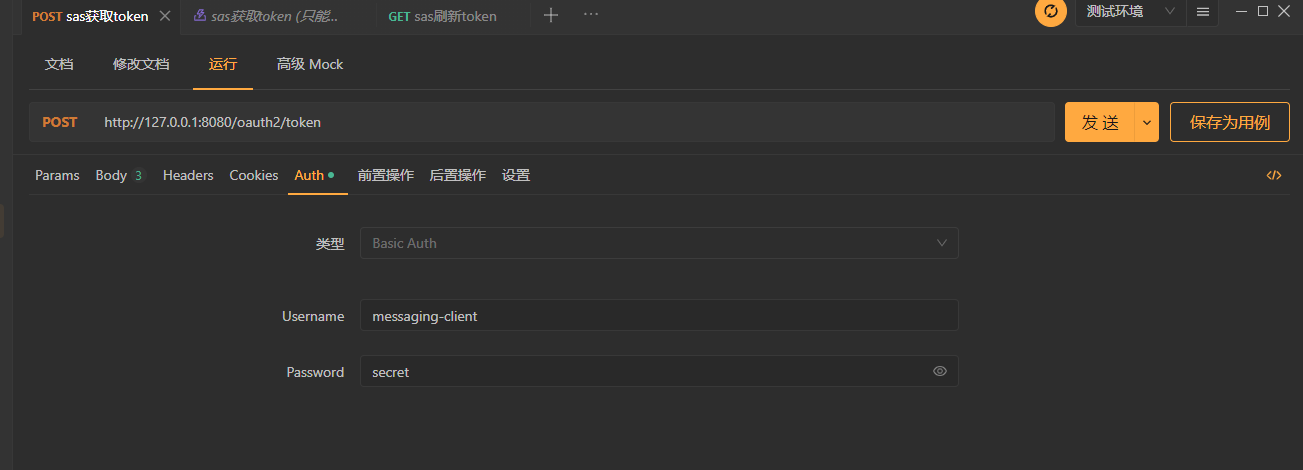 POST sas获取token sas获取token (只能... GET sas刷新token ··· 测试环境
文档 修改文档 运行 高级 Mock
POST http://127.0.0.1:8080/oauth2/token 发 送 保存为用例
Params Body 3 Headers Cookies Auth 前置操作 后置操作 设置
类型 Basic Auth
Username messaging-client
Password secret